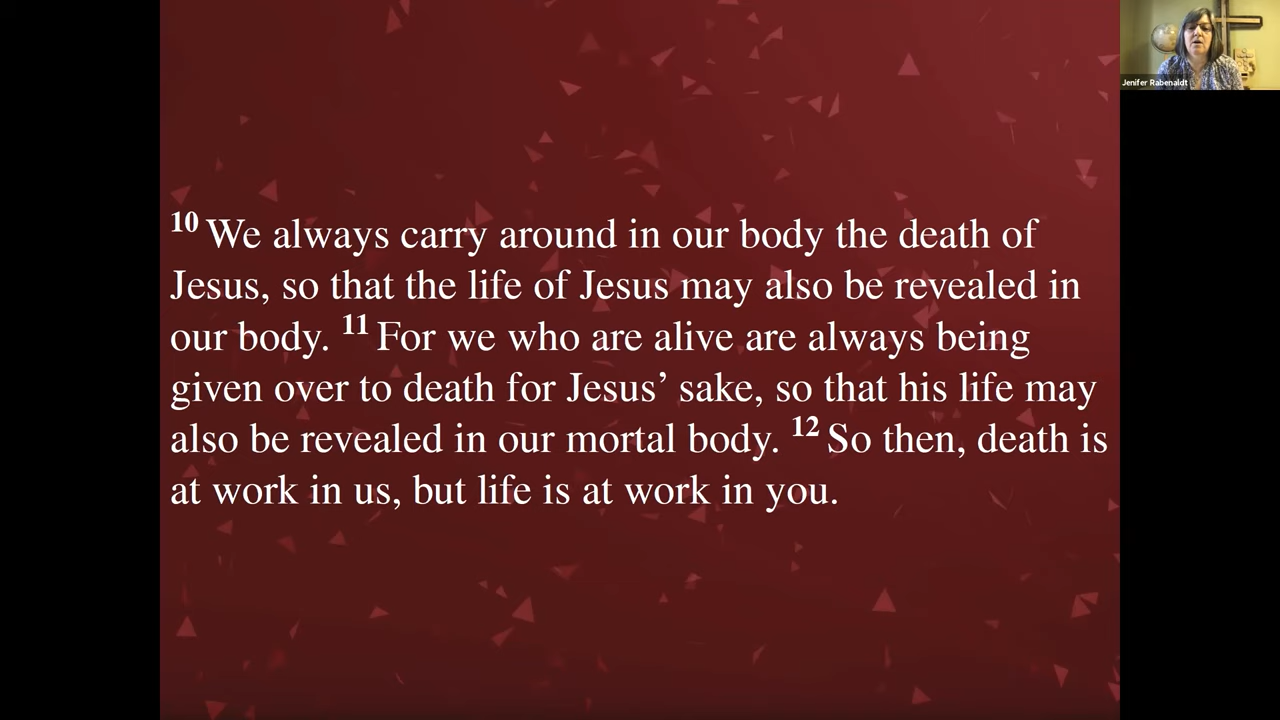 10 We always carry around in our body the death of
Jesus, so that the life of Jesus may also be revealed in
our body. 11 For we who are alive are always being
given over to death for Jesus’ sake, so that his life may
also be revealed in our mortal body. 12 So then, death is
at work in us, but life is at work in you.
Jenifer Rabenaldt